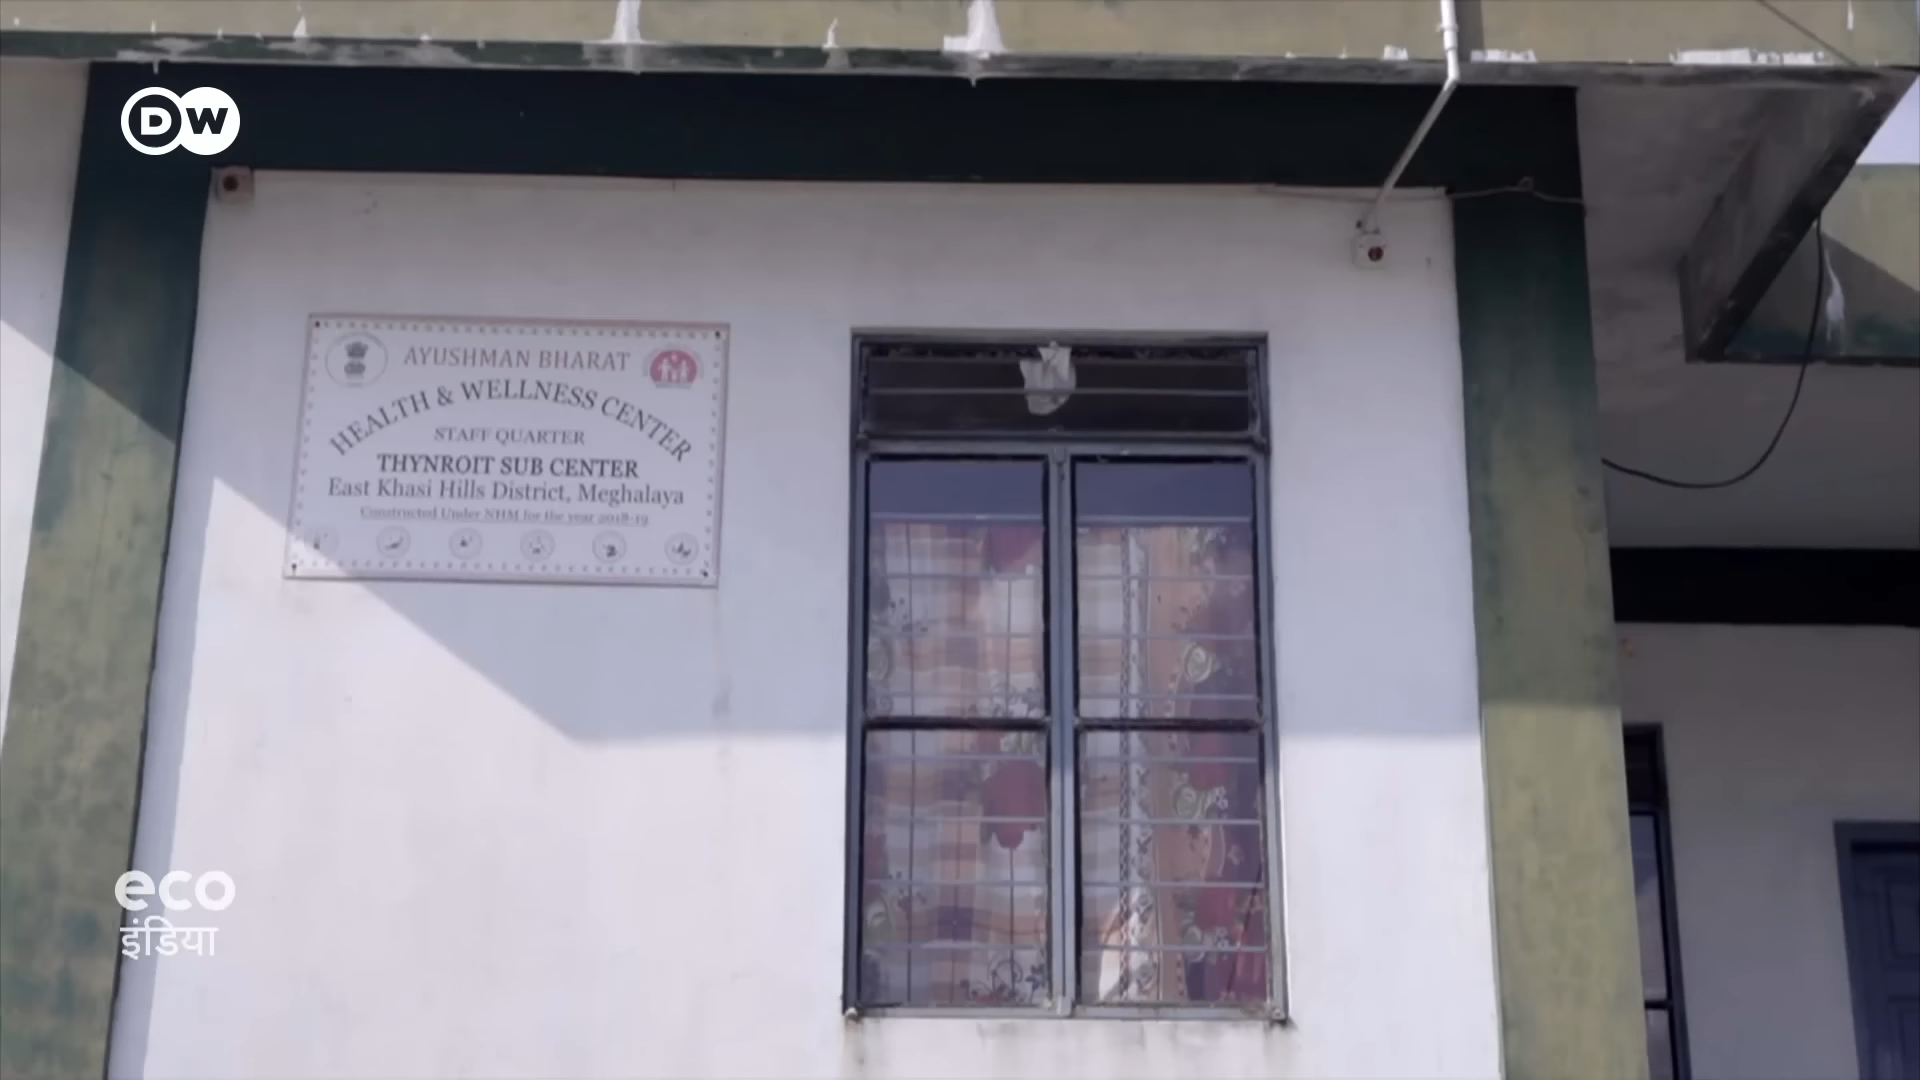 DW
AYUSHMAN BHARAT
HEALTH & WELLNESS CENTER
STAFF QUARTER
THYNROIT SUB CENTER
East Khasi Hills District, Meghalaya
Constructed Under NHM for the year 2018-19
eco
इंडिया